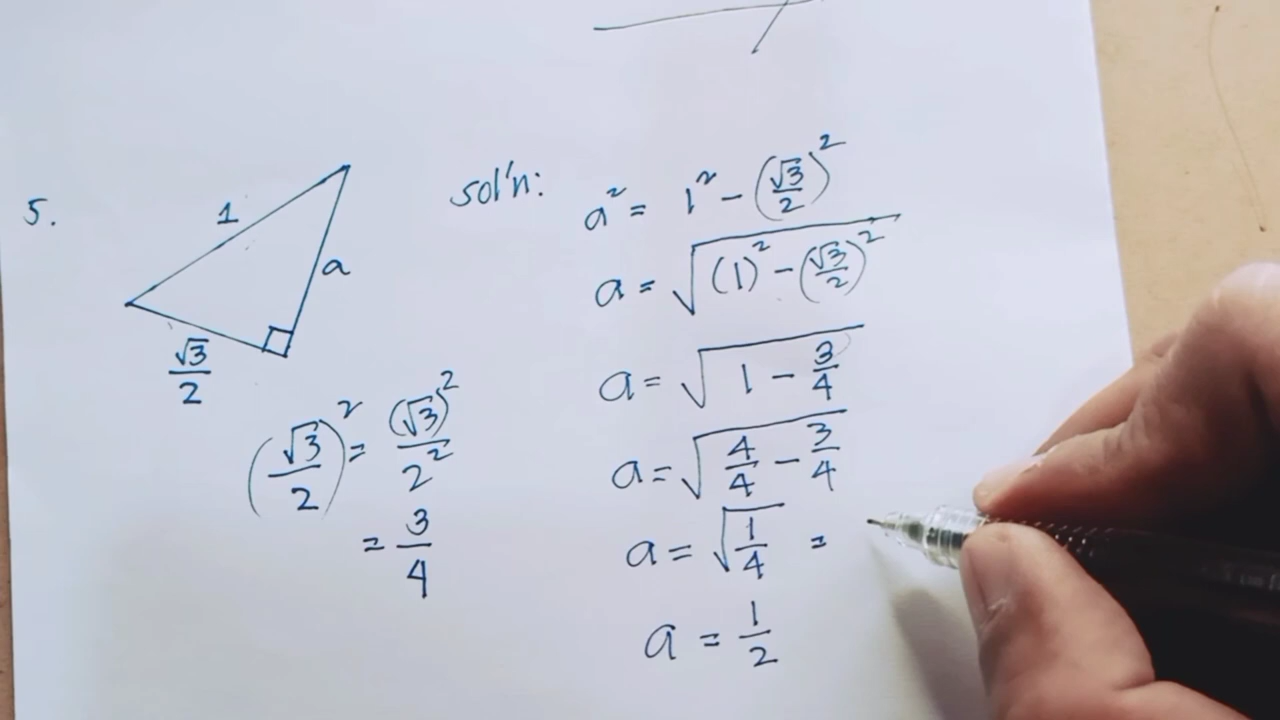 5.
1
a
√3/2
(√3/2)² = (√3)²/2²
= 3/4
sol'n:
a² = 1² - (√3/2)²
a = √((1)² - (√3/2)²)
a = √(1 - 3/4)
a = √(4/4 - 3/4)
a = √(1/4) =
a = 1/2